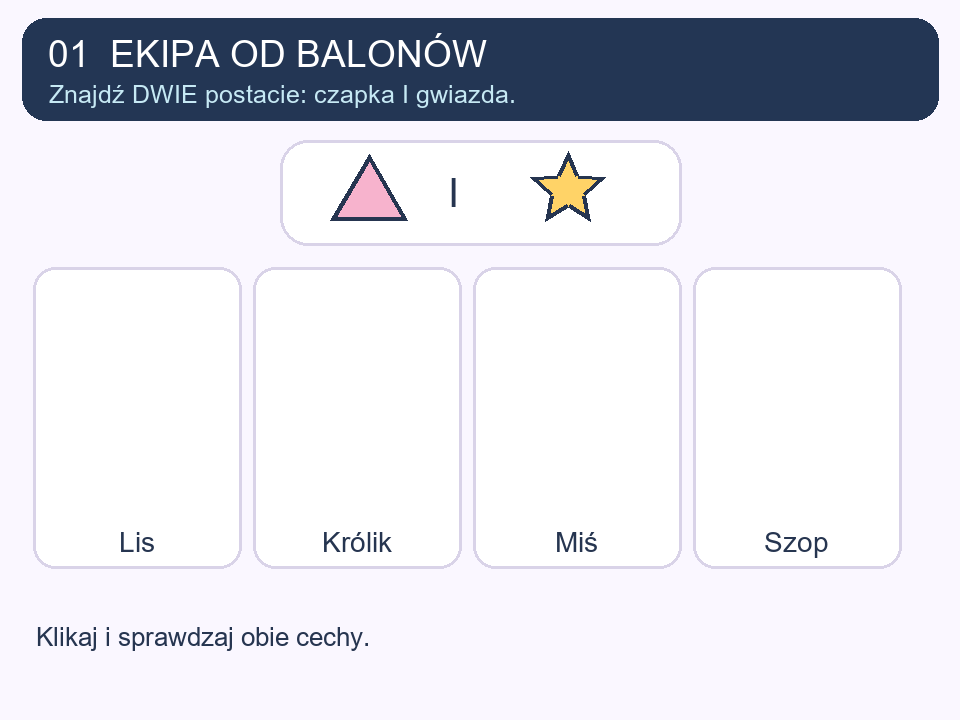 01 EKIPA OD BALONÓW
Znajdź DWIE postacie: czapka I gwiazda.
I
Lis
Królik
Miś
Szop
Klikaj i sprawdzaj obie cechy.